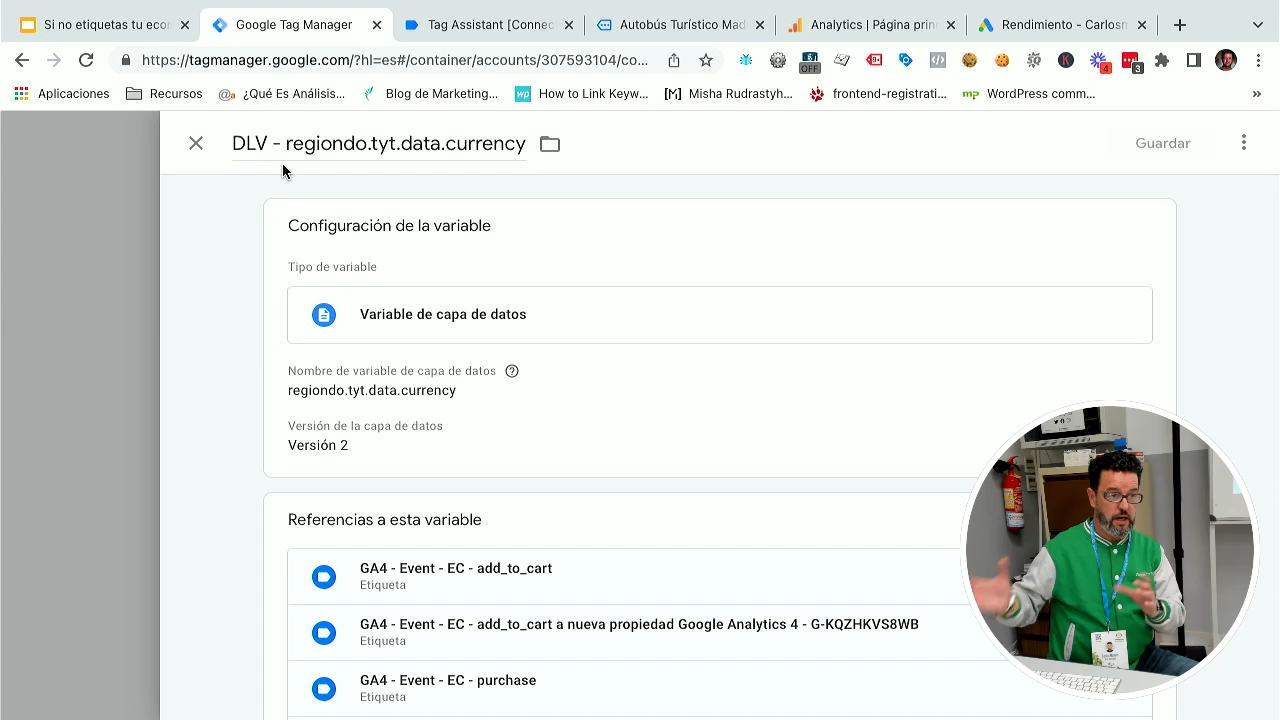 Si no etiquetas tu eco
Google Tag Manager
Tag Assistant [Connec
Autobús Turístico Mad
Analytics | Página prin
Rendimiento - Carlosm
https://tagmanager.google.com/?hl=es#/container/accounts/307593104/co...
OFF
4
3
Aplicaciones
Recursos
¿QUÉ Es Análisis...
Blog de Marketing...
How to Link Keyw...
Misha Rudrastyh...
frontend-registrati...
WordPress comm...
DLV - regiondo.tyt.data.currency
Guardar
Configuración de la variable
Tipo de variable
Variable de capa de datos
Nombre de variable de capa de datos
regiondo.tyt.data.currency
Versión de la capa de datos
Versión 2
Referencias a esta variable
GA4 - Event - EC - add_to_cart
Etiqueta
GA4 - Event - EC - add_to_cart a nueva propiedad Google Analytics 4 - G-KQZHKVS8WB
Etiqueta
GA4 - Event - EC - purchase
Etiqueta